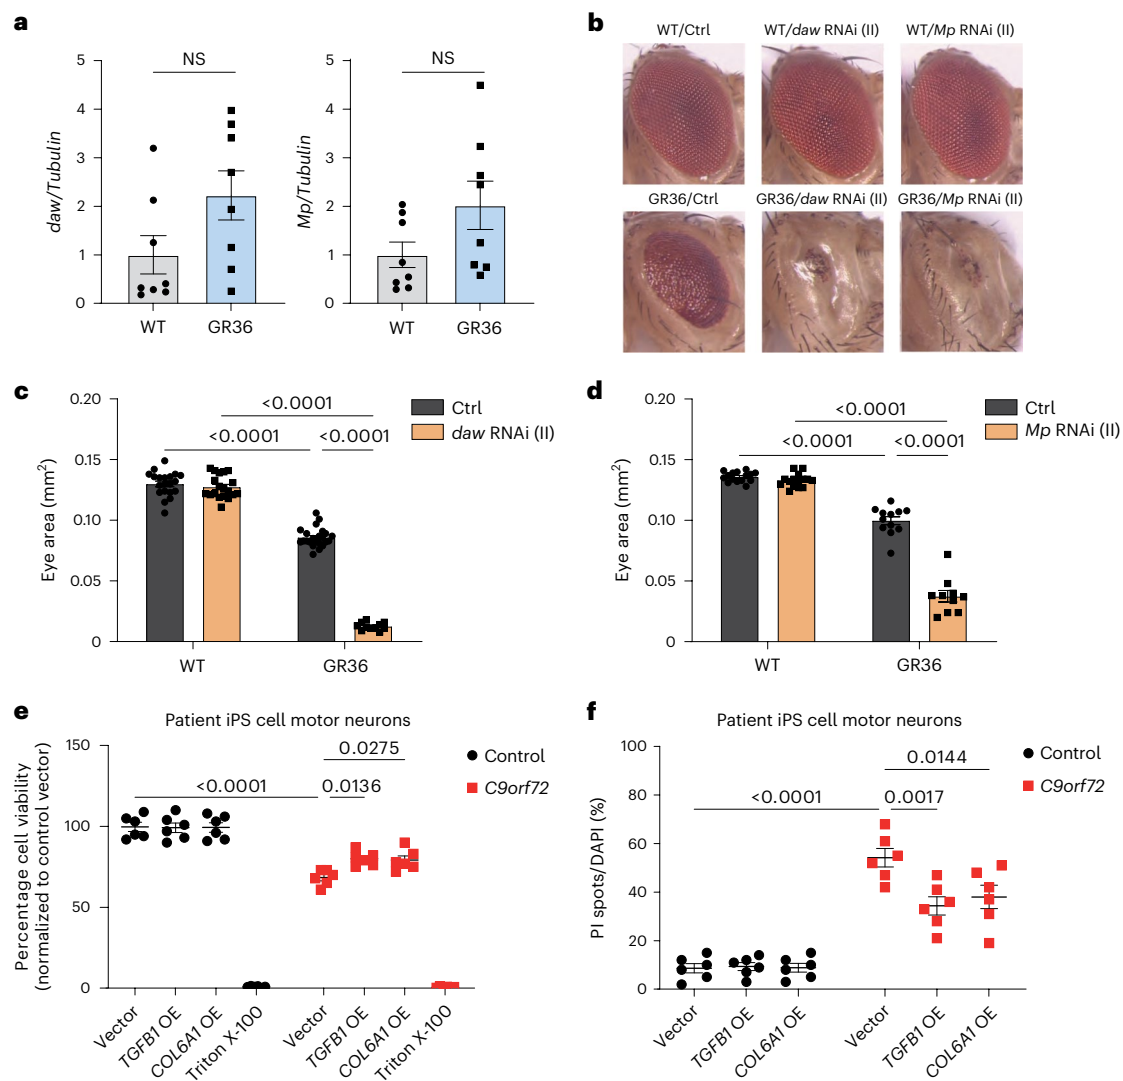 a
NS
NS
5
4
3
2
1
0
daw/Tubulin
WT
GR36
5
4
3
2
1
0
Mp/Tubulin
WT
GR36
b
WT/Ctrl
WT/daw RNAi (II)
WT/Mp RNAi (II)
GR36/Ctrl
GR36/daw RNAi (II)
GR36/Mp RNAi (II)
c
Eye area (mm²)
0.20
0.15
0.10
0.05
0
<0.0001
<0.0001
<0.0001
Ctrl
daw RNAi (II)
WT
GR36
d
Eye area (mm²)
0.20
0.15
0.10
0.05
0
<0.0001
<0.0001
<0.0001
Ctrl
Mp RNAi (II)
WT
GR36
e
Patient iPS cell motor neurons
Percentage cell viability
(normalized to control vector)
150
100
50
0
0.0275
<0.0001
0.0136
Control
C9orf72
Vector
TGFB1 OE
COL6A1 OE
Triton X-100
Vector
TGFB1 OE
COL6A1 OE
Triton X-100
f
Patient iPS cell motor neurons
PI spots/DAPI (%)
100
80
60
40
20
0
0.0144
<0.0001
0.0017
Control
C9orf72
Vector
TGFB1 OE
COL6A1 OE
Vector
TGFB1 OE
COL6A1 OE